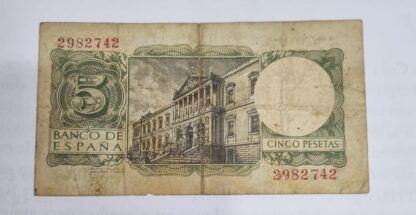 2982742
5
BANCO DE
ESPAÑA
CINCO PESETAS
2982742